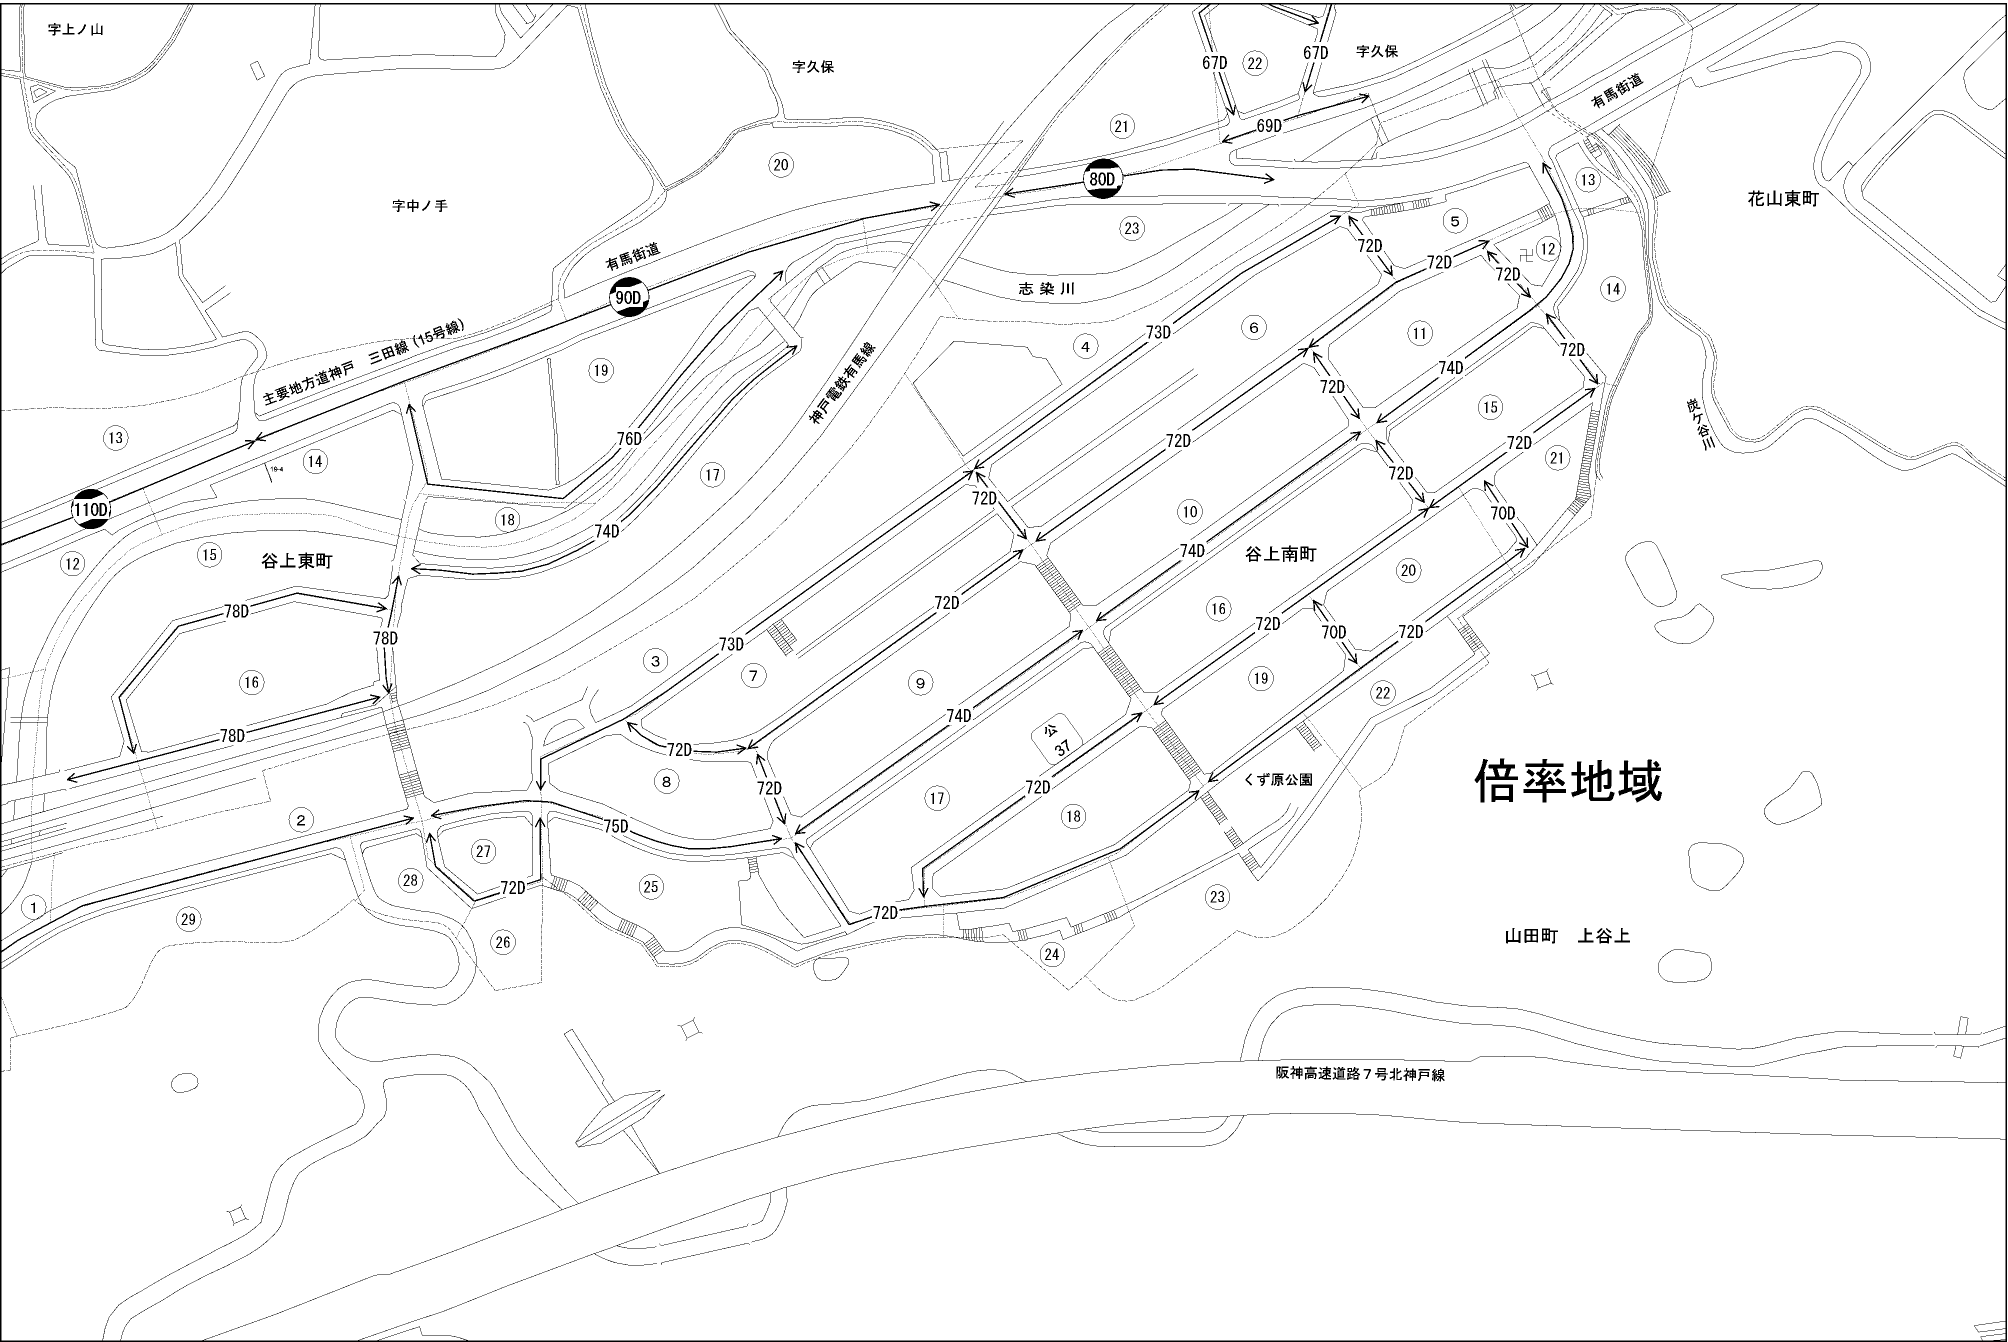 字上ノ山
字久保
67D
22
67D
字久保
有馬街道
21
69D
20
80D
13
花山東町
字中ノ手
5
23
有馬街道
72D
12
72D
72D
志染川
14
90D
主要地方道神戸　三田線(15号線)
73D
6
11
4
72D
神戸電鉄有馬線
19
74D
72D
15
炭ケ谷川
13
76D
72D
72D
14
19-4
17
72D
21
72D
110D
10
70D
18
74D
74D
谷上南町
12
15
谷上東町
20
78D
72D
16
72D
70D
72D
78D
73D
3
7
9
19
22
16
74D
公
37
78D
72D
8
72D
72D
くず原公園
倍率地域
17
18
2
75D
27
28
72D
25
1
29
72D
23
26
24
山田町　上谷上
阪神高速道路7号北神戸線